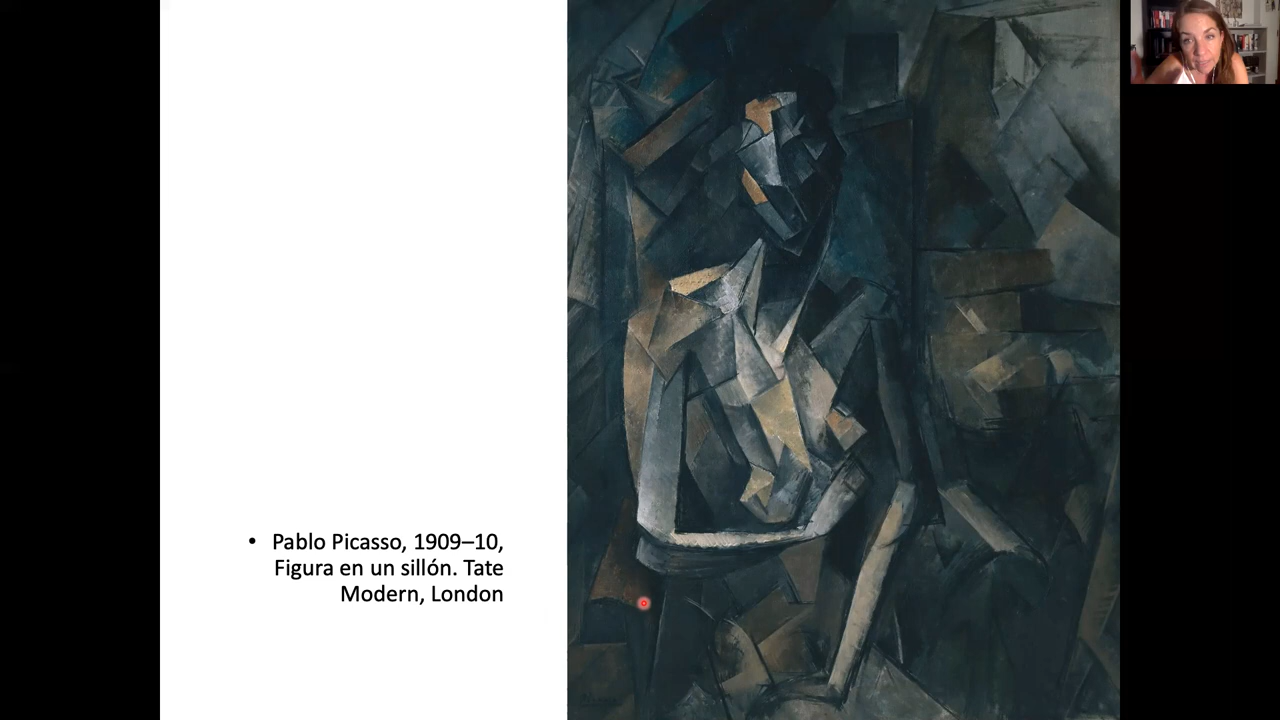 • Pablo Picasso, 1909–10,
Figura en un sillón. Tate
Modern, London